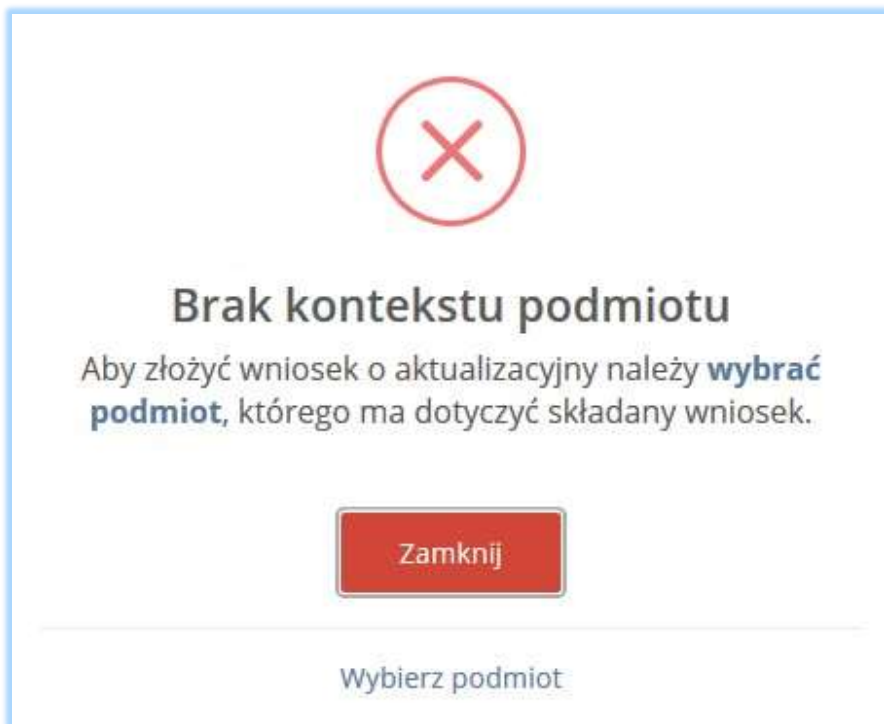 Brak kontekstu podmiotu
Aby złożyć wniosek o aktualizacyjny należy wybrać
podmiot, którego ma dotyczyć składany wniosek.
Zamknij
Wybierz podmiot